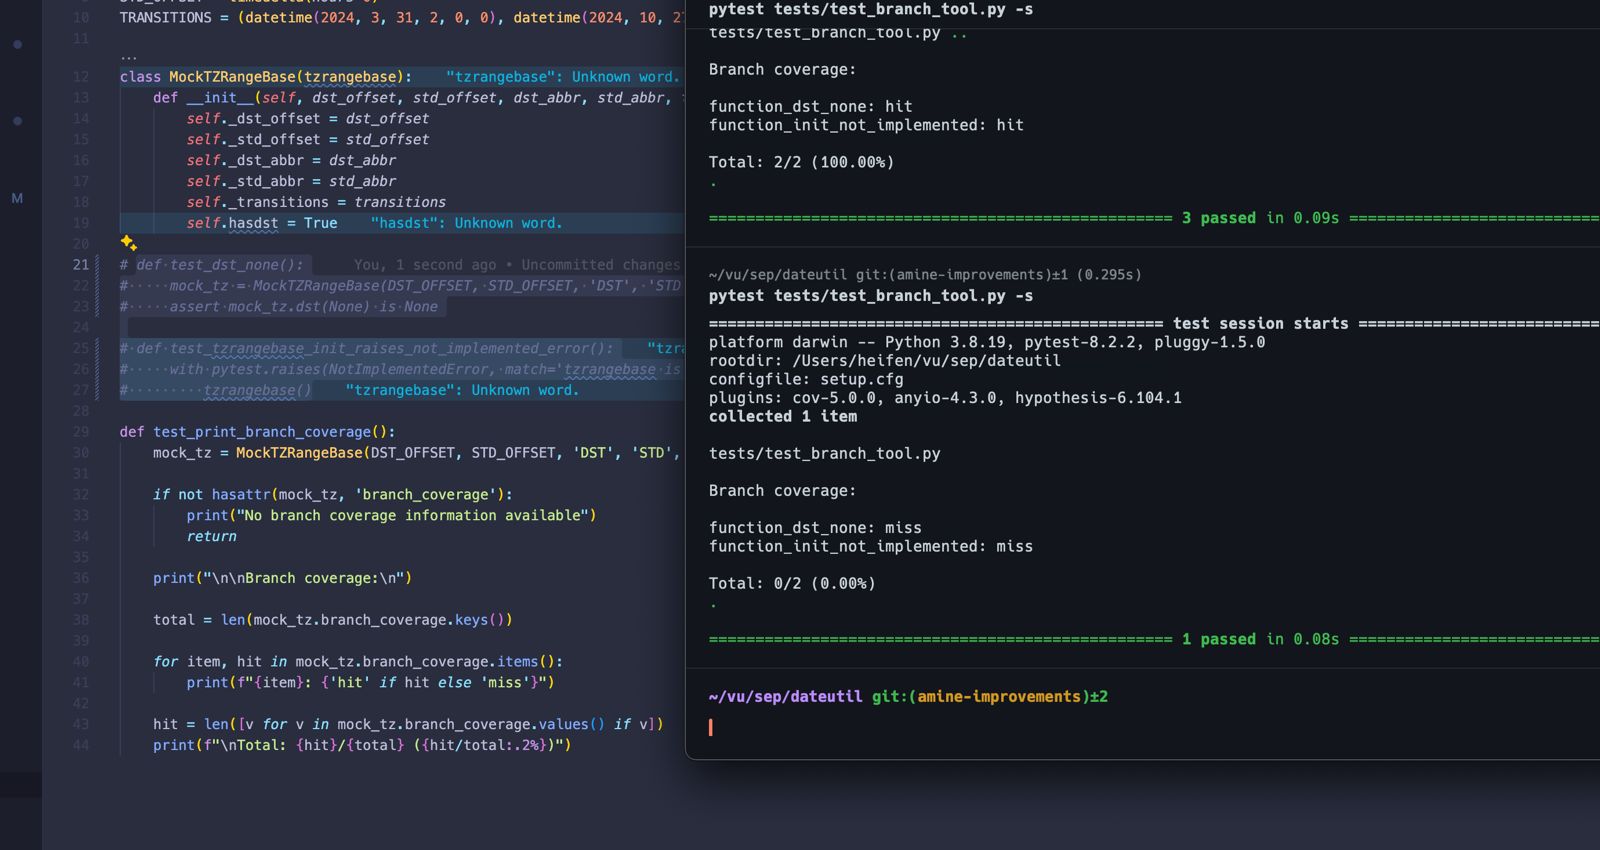 10 TRANSITIONS = (datetime(2024, 3, 31, 2, 0, 0), datetime(2024, 10, 2
11
...
12 class MockTZRangeBase(tzrangebase): "tzrangebase": Unknown word.
13 def __init__(self, dst_offset, std_offset, dst_abbr, std_abbr,
14 self._dst_offset = dst_offset
15 self._std_offset = std_offset
16 self._dst_abbr = dst_abbr
17 self._std_abbr = std_abbr
18 self._transitions = transitions
19 self.hasdst = True "hasdst": Unknown word.
20
21 # def test_dst_none(): You, 1 second ago • Uncommitted changes
22 # mock_tz = MockTZRangeBase(DST_OFFSET, STD_OFFSET, 'DST', 'STD
23 # assert mock_tz.dst(None) is None
24
25 # def test_tzrangebase_init_raises_not_implemented_error(): "tzra
26 # with pytest.raises(NotImplementedError, match='tzrangebase is
27 # tzrangebase() "tzrangebase": Unknown word.
28
29 def test_print_branch_coverage():
30 mock_tz = MockTZRangeBase(DST_OFFSET, STD_OFFSET, 'DST', 'STD',
31
32 if not hasattr(mock_tz, 'branch_coverage'):
33 print("No branch coverage information available")
34 return
35
36 print("\n\nBranch coverage:\n")
37
38 total = len(mock_tz.branch_coverage.keys())
39
40 for item, hit in mock_tz.branch_coverage.items():
41 print(f"{item}: {'hit' if hit else 'miss'}")
42
43 hit = len([v for v in mock_tz.branch_coverage.values() if v])
44 print(f"\nTotal: {hit}/{total} ({hit/total:.2%})")
M
pytest tests/test_branch_tool.py -s
tests/test_branch_tool.py ..
Branch coverage:
function_dst_none: hit
function_init_not_implemented: hit
Total: 2/2 (100.00%)
.
================================================== 3 passed in 0.09s ===========================
~/vu/sep/dateutil git:(amine-improvements)±1 (0.295s)
pytest tests/test_branch_tool.py -s
================================================= test session starts ==========================
platform darwin -- Python 3.8.19, pytest-8.2.2, pluggy-1.5.0
rootdir: /Users/heifen/vu/sep/dateutil
configfile: setup.cfg
plugins: cov-5.0.0, anyio-4.3.0, hypothesis-6.104.1
collected 1 item
tests/test_branch_tool.py
Branch coverage:
function_dst_none: miss
function_init_not_implemented: miss
Total: 0/2 (0.00%)
.
================================================== 1 passed in 0.08s ===========================
~/vu/sep/dateutil git:(amine-improvements)±2